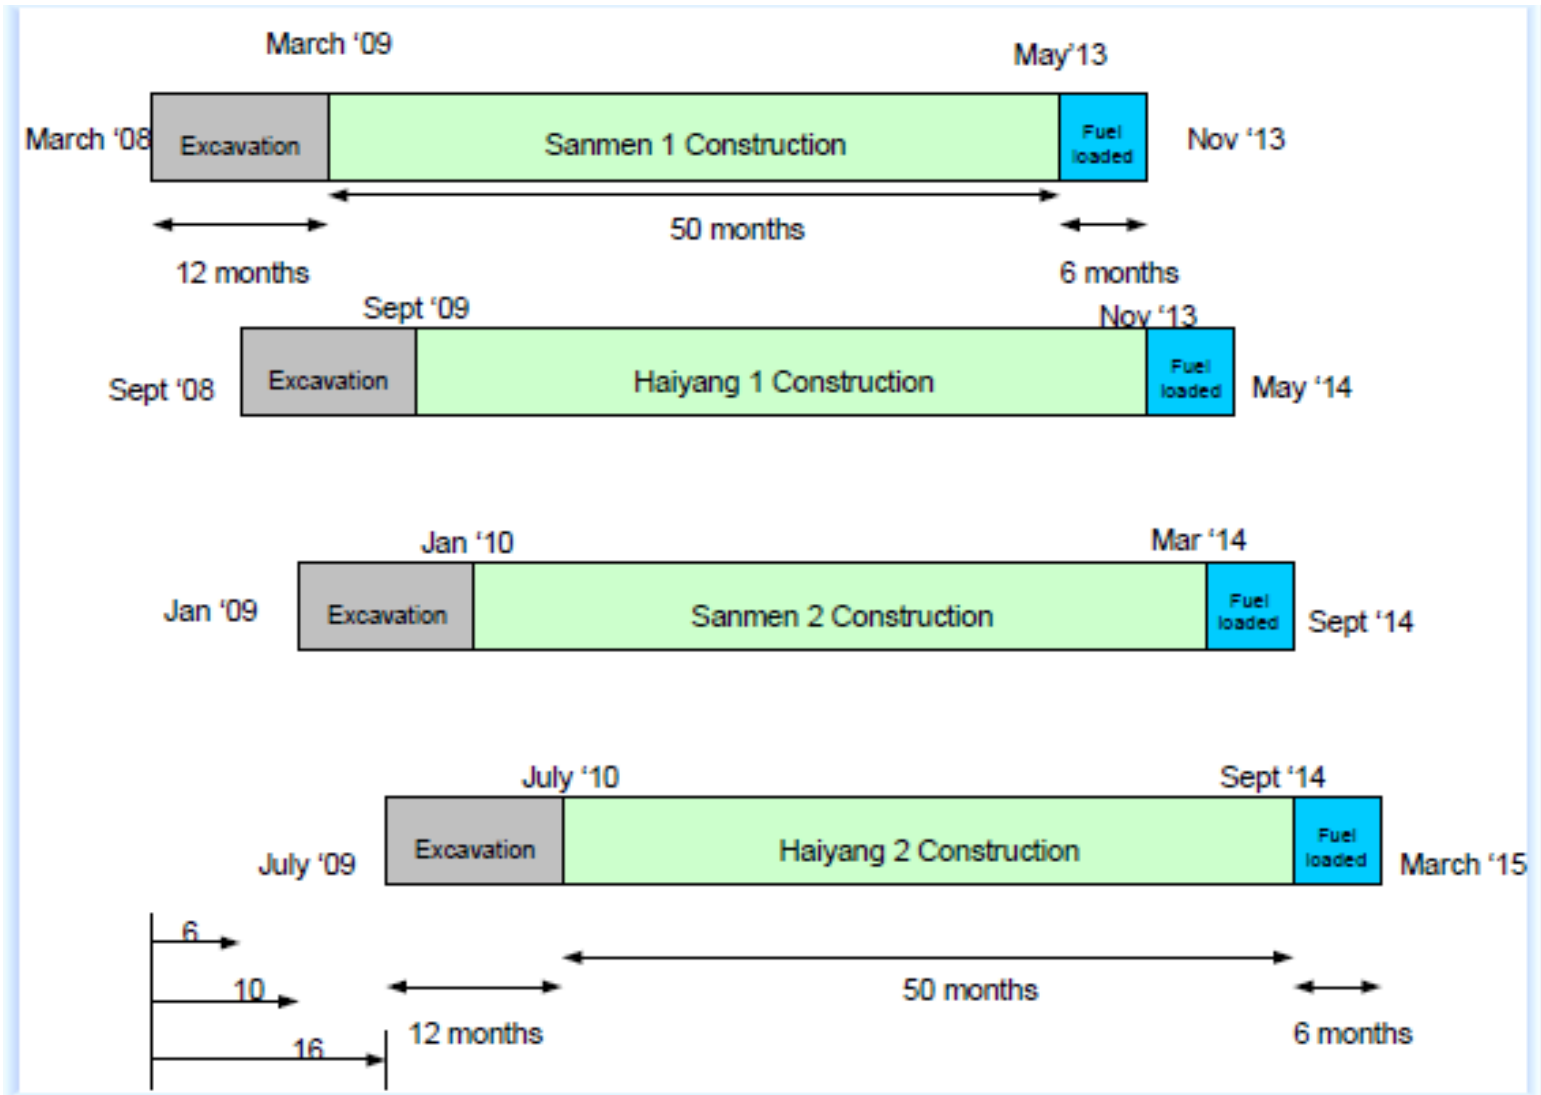 March ‘09
May’13
March ‘08
Excavation
Sanmen 1 Construction
Fuel
loaded
Nov ‘13
50 months
12 months
6 months
Sept ‘09
Nov ‘13
Sept ‘08
Excavation
Haiyang 1 Construction
Fuel
loaded
May ‘14
Jan ‘10
Mar ‘14
Jan ‘09
Excavation
Sanmen 2 Construction
Fuel
loaded
Sept ‘14
July ‘10
Sept ‘14
July ‘09
Excavation
Haiyang 2 Construction
Fuel
loaded
March ‘15
6
10
50 months
12 months
6 months
16